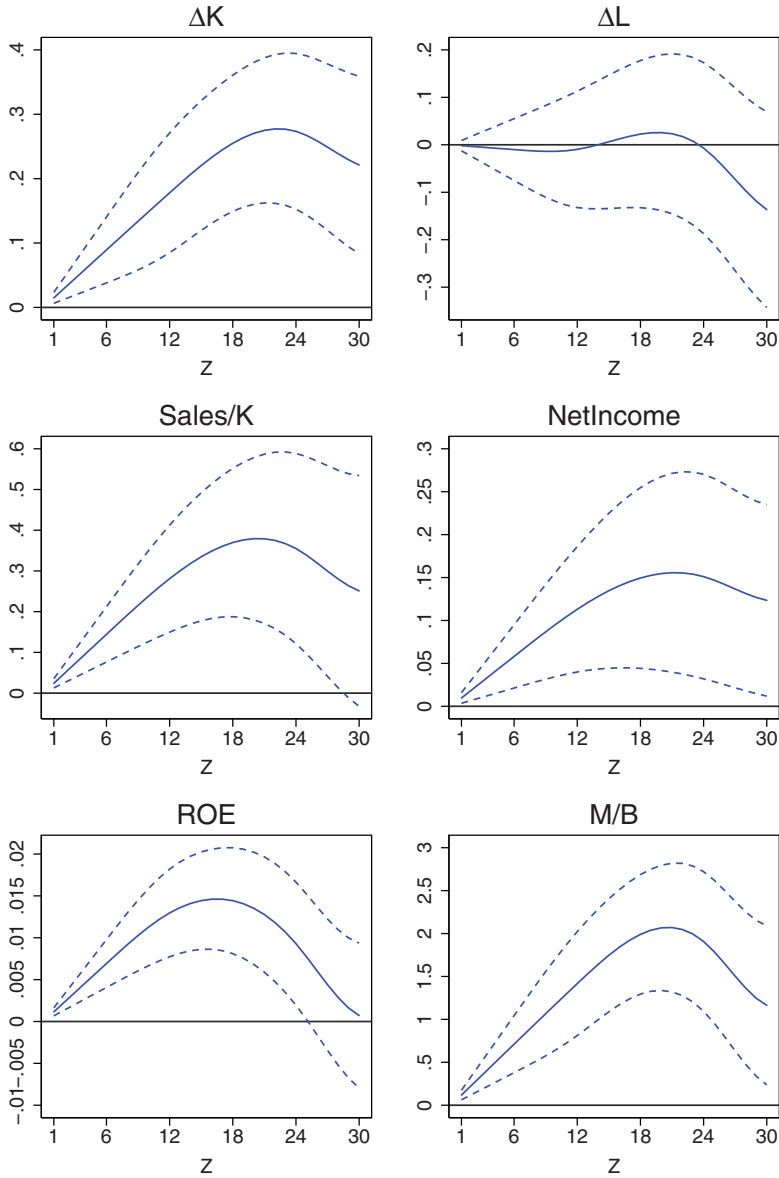 ΔK
.4
.3
.2
.1
0
1 6 12 18 24 30
Z
ΔL
.2
.1
0
-.1
-.2
-.3
1 6 12 18 24 30
Z
Sales/K
.6
.5
.4
.3
.2
.1
0
1 6 12 18 24 30
Z
NetIncome
.3
.25
.2
.15
.1
.05
0
1 6 12 18 24 30
Z
ROE
.02
.015
.01
.005
0
-.005
-.01
1 6 12 18 24 30
Z
M/B
3
2.5
2
1.5
1
.5
0
1 6 12 18 24 30
Z